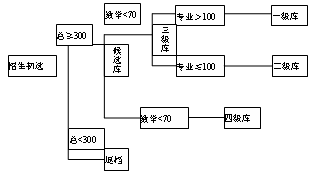 数学<70
专业>100
一级库
总≥300
三级库
候选库
招生初选
专业≤100
二级库
数学<70
四级库
总<300
退档